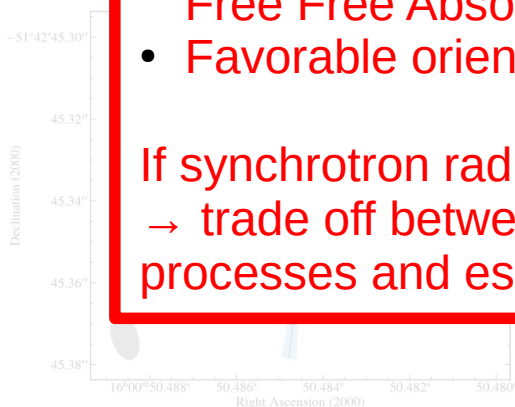 Free Free Abso
−51°42′45.30″
• Favorable orien
45.32″
If synchrotron rad
45.34″
→ trade off betwe
Declination (2000)
processes and es
45.36″
45.38″
16ʰ00ᵐ50.488ˢ 50.486ˢ 50.484ˢ 50.482ˢ 50.480ˢ
Right Ascension (2000)